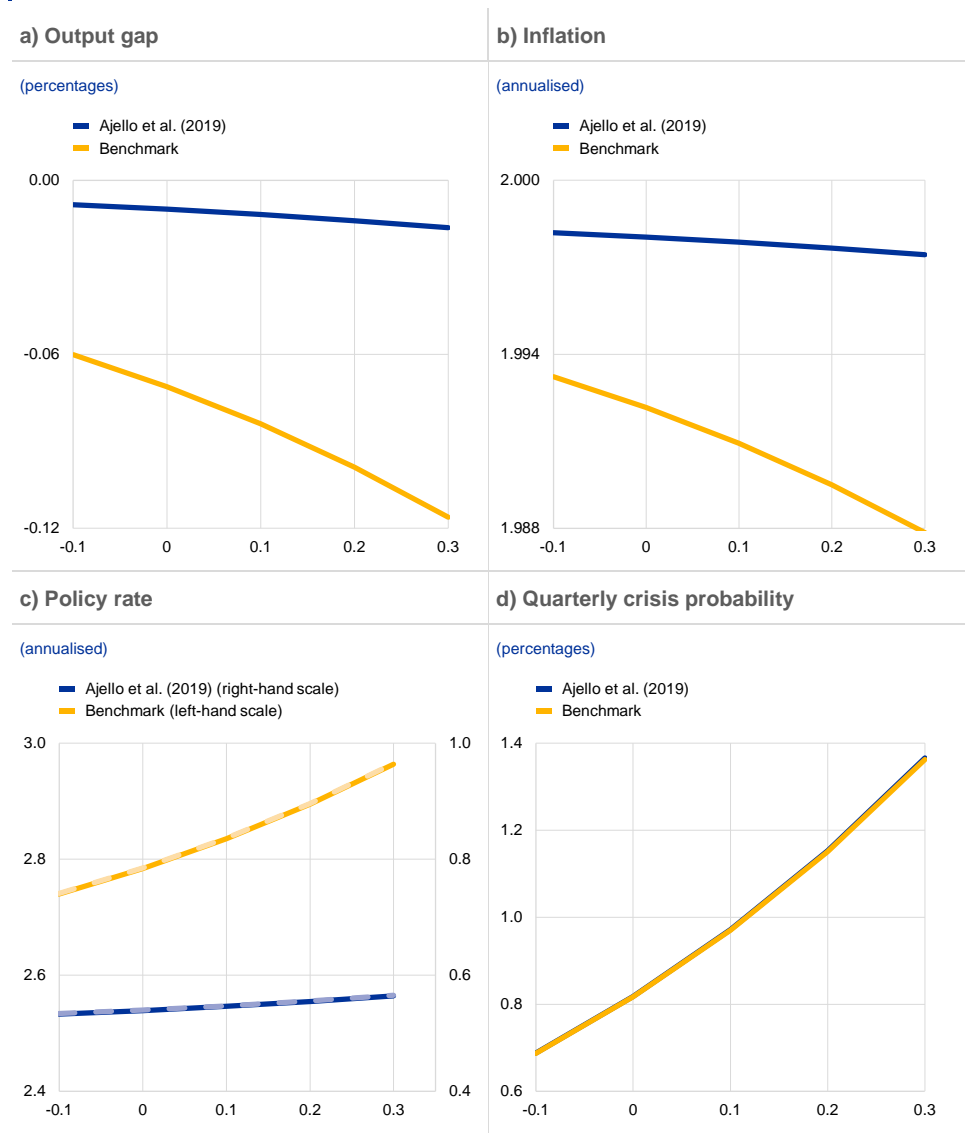 a) Output gap
(percentages)
Ajello et al. (2019)
Benchmark
0.00
-0.06
-0.12
-0.1 0 0.1 0.2 0.3
b) Inflation
(annualised)
Ajello et al. (2019)
Benchmark
2.000
1.994
1.988
-0.1 0 0.1 0.2 0.3
c) Policy rate
(annualised)
Ajello et al. (2019) (right-hand scale)
Benchmark (left-hand scale)
3.0 1.0
2.8 0.8
2.6 0.6
2.4 0.4
-0.1 0 0.1 0.2 0.3
d) Quarterly crisis probability
(percentages)
Ajello et al. (2019)
Benchmark
1.4
1.2
1.0
0.8
0.6
-0.1 0 0.1 0.2 0.3